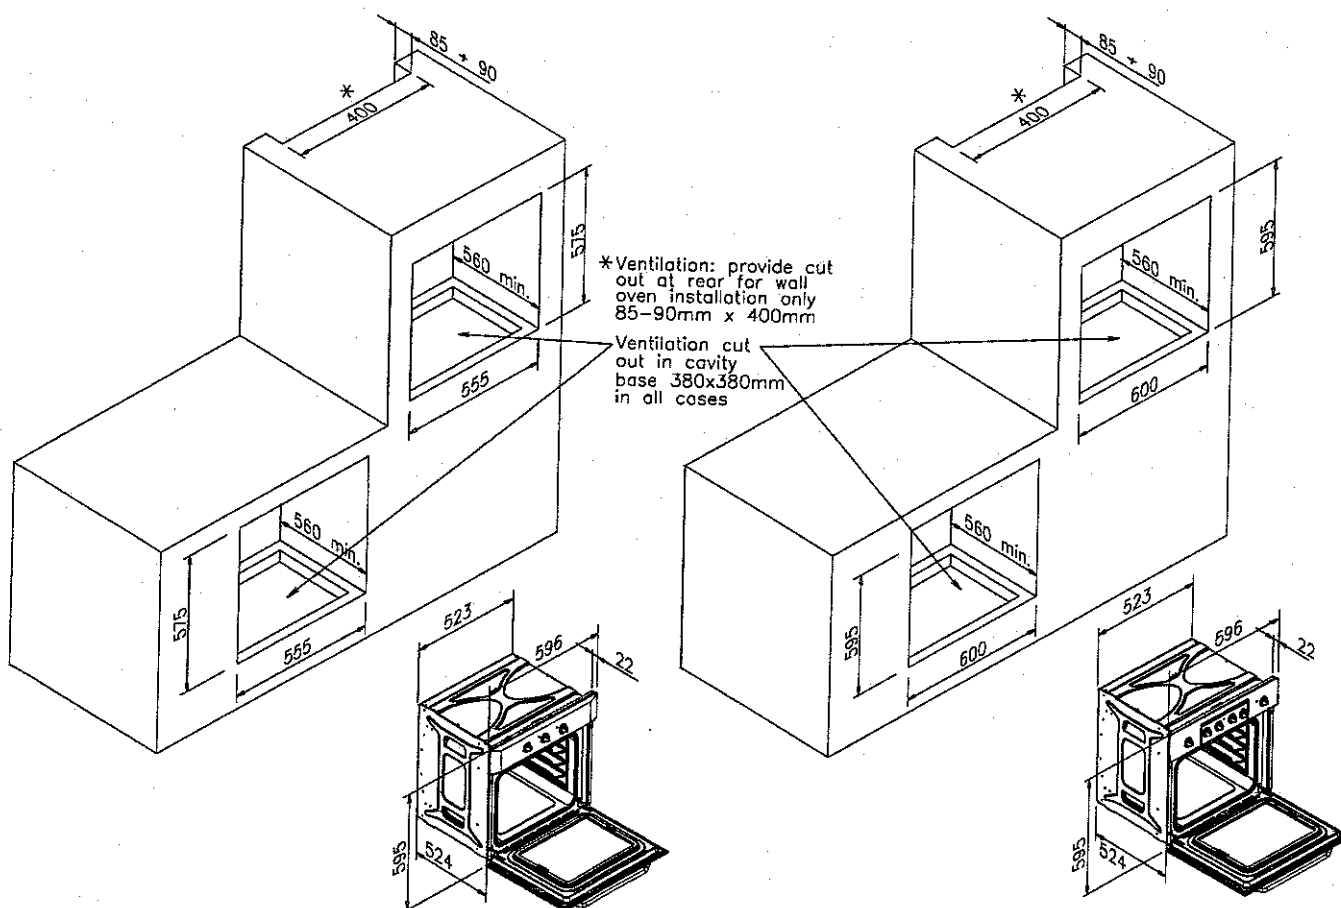 85 + 90
*
400
575
560 min.
555
*Ventilation: provide cut
out at rear for wall
oven installation only
85-90mm x 400mm
Ventilation cut
out in cavity
base 380x380mm
in all cases
560 min.
575
555
523
596
22
595
524
85 + 90
*
400
595
560 min.
600
560 min.
595
600
523
596
22
595
524